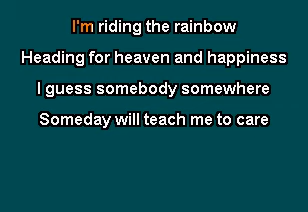 I'm riding the rainbow
Heading for heaven and happiness
I guess somebody somewhere
Someday will teach me to care